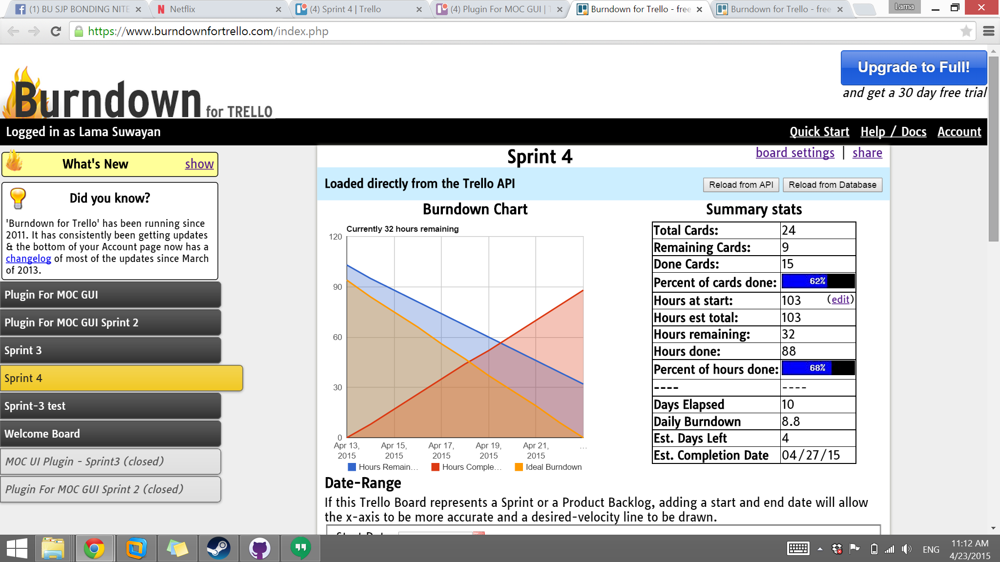 (1) BU SJP BONDING NITE
Netflix
(4) Sprint 4 | Trello
(4) Plugin For MOC GUI |
Burndown for Trello - free
Burndown for Trello - free
Lama
https://www.burndownfortrello.com/index.php
Upgrade to Full!
and get a 30 day free trial
Burndown for TRELLO
Logged in as Lama Suwayan
Quick Start
Help / Docs
Account
What's New
show
Did you know?
'Burndown for Trello' has been running since
2011. It has consistently been getting updates
& the bottom of your Account page now has a
changelog of most of the updates since March
of 2013.
Plugin For MOC GUI
Plugin For MOC GUI Sprint 2
Sprint 3
Sprint 4
Sprint-3 test
Welcome Board
MOC UI Plugin - Sprint3 (closed)
Plugin For MOC GUI Sprint 2 (closed)
Sprint 4
board settings | share
Loaded directly from the Trello API
Reload from API
Reload from Database
Burndown Chart
Currently 32 hours remaining
120
90
60
30
0
Apr 13,
2015
Apr 15,
2015
Apr 17,
2015
Apr 19,
2015
Apr 21,
2015
...
Hours Remain...
Hours Comple...
Ideal Burndown
Summary stats
Total Cards: 24
Remaining Cards: 9
Done Cards: 15
Percent of cards done: 62%
Hours at start: 103 (edit)
Hours est total: 103
Hours remaining: 32
Hours done: 88
Percent of hours done: 68%
---- ----
Days Elapsed 10
Daily Burndown 8.8
Est. Days Left 4
Est. Completion Date 04/27/15
Date-Range
If this Trello Board represents a Sprint or a Product Backlog, adding a start and end date will allow
the x-axis to be more accurate and a desired-velocity line to be drawn.
ENG
11:12 AM
4/23/2015